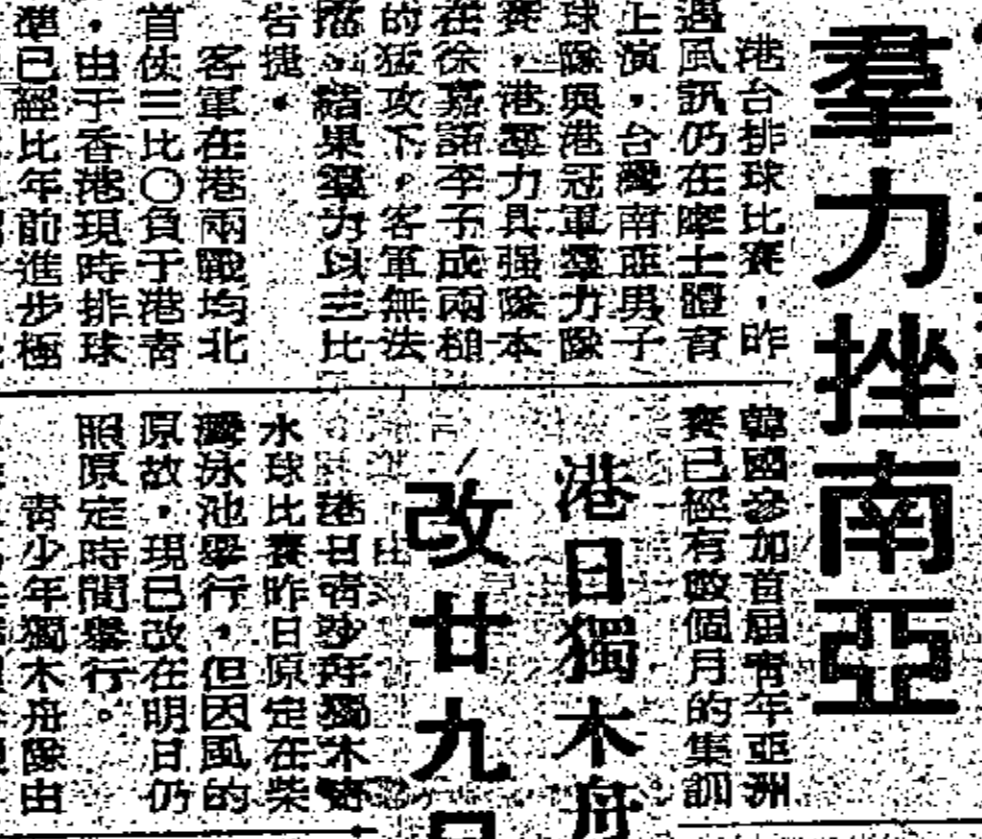 羣力挫南亞
港台排球比賽，昨
遇風訊仍在摩士體育
上演，台灣南亞男子
球隊與港冠軍羣力隊
賽，港羣力具强隊本
在徐嘉諾李子成兩槌
的猛攻下，客軍無法
結果羣力以三比
告捷。
客軍在港兩戰均北
首仗三比〇負于港青
，由于香港現時排球
準已經比年前進步極
韓國參加首屆青年亞洲
賽已經有數個月的集訓
港日獨木舟
改廿九日
港日青少年獨木
水球比賽昨日原定在柴
灣泳池舉行，但因風的
原故，現已改在明日仍
照原定時間舉行。
青少年獨木舟隊由